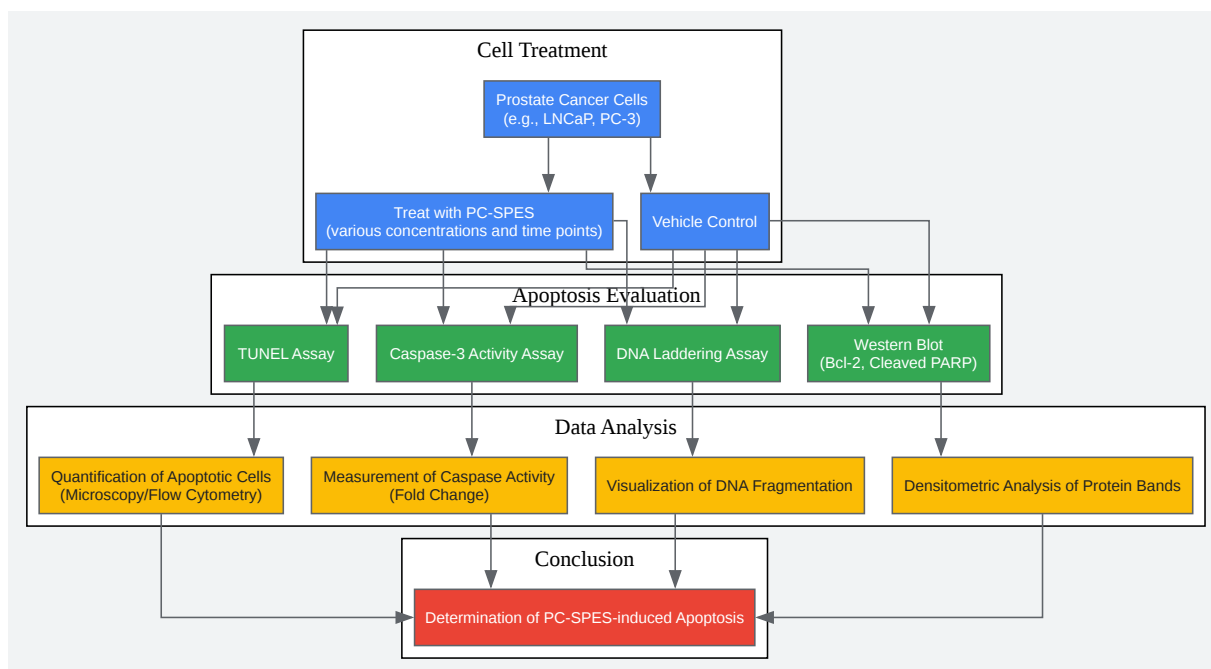 Cell Treatment
Prostate Cancer Cells
(e.g., LNCaP, PC-3)
Treat with PC-SPES
(various concentrations and time points)
Vehicle Control
Apoptosis Evaluation
TUNEL Assay
Caspase-3 Activity Assay
DNA Laddering Assay
Western Blot
(Bcl-2, Cleaved PARP)
Data Analysis
Quantification of Apoptotic Cells
(Microscopy/Flow Cytometry)
Measurement of Caspase Activity
(Fold Change)
Visualization of DNA Fragmentation
Densitometric Analysis of Protein Bands
Conclusion
Determination of PC-SPES-induced Apoptosis